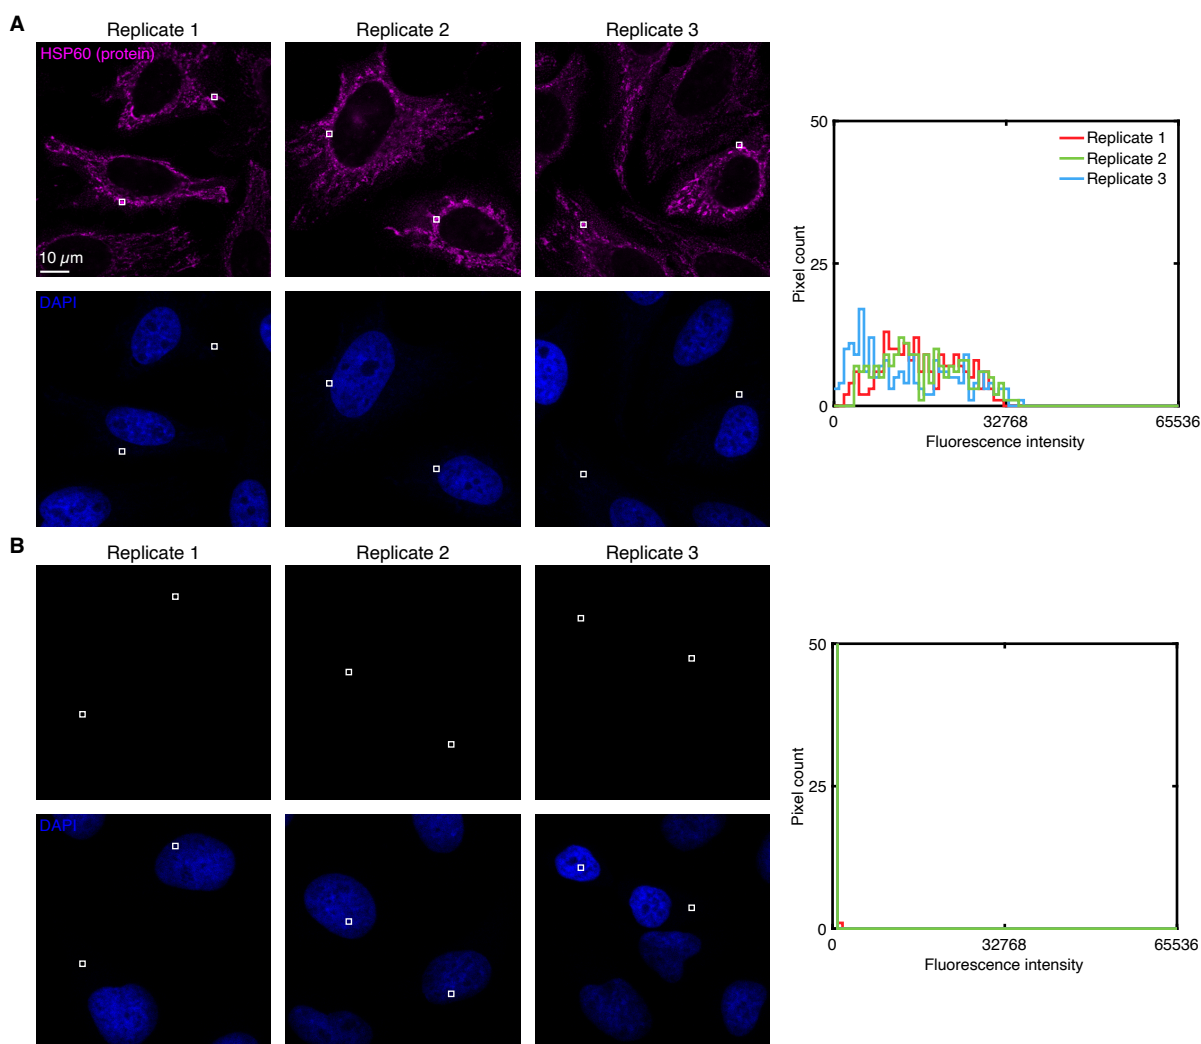 A
Replicate 1
Replicate 2
Replicate 3
HSP60 (protein)
10 µm
DAPI
50
25
0
Pixel count
Replicate 1
Replicate 2
Replicate 3
0
32768
65536
Fluorescence intensity
B
Replicate 1
Replicate 2
Replicate 3
DAPI
50
25
0
Pixel count
0
32768
65536
Fluorescence intensity